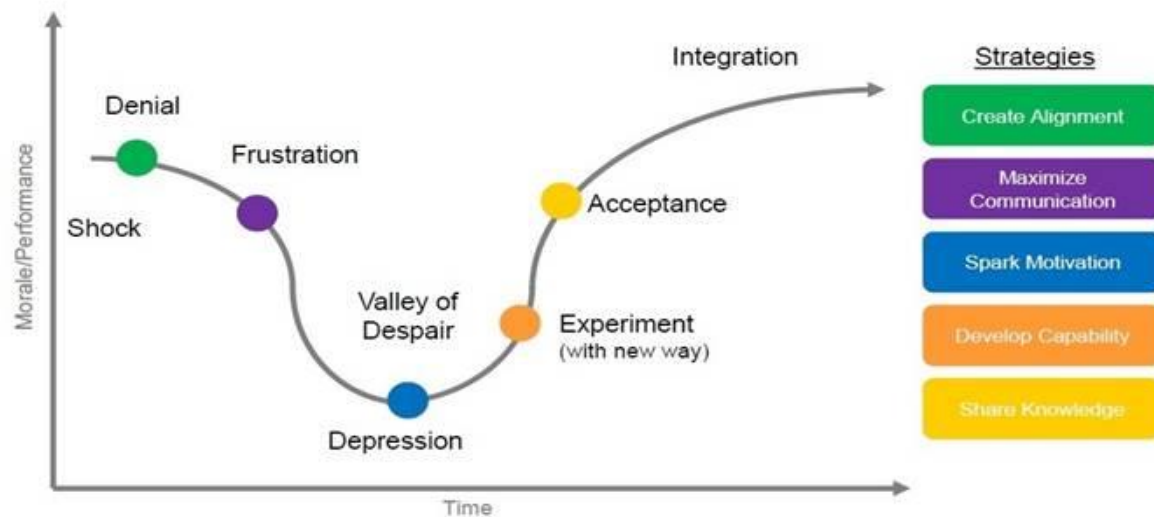 Denial
Frustration
Shock
Valley of
Despair
Depression
Experiment
(with new way)
Acceptance
Integration
Morale/Performance
Time
Strategies
Create Alignment
Maximize
Communication
Spark Motivation
Develop Capability
Share Knowledge